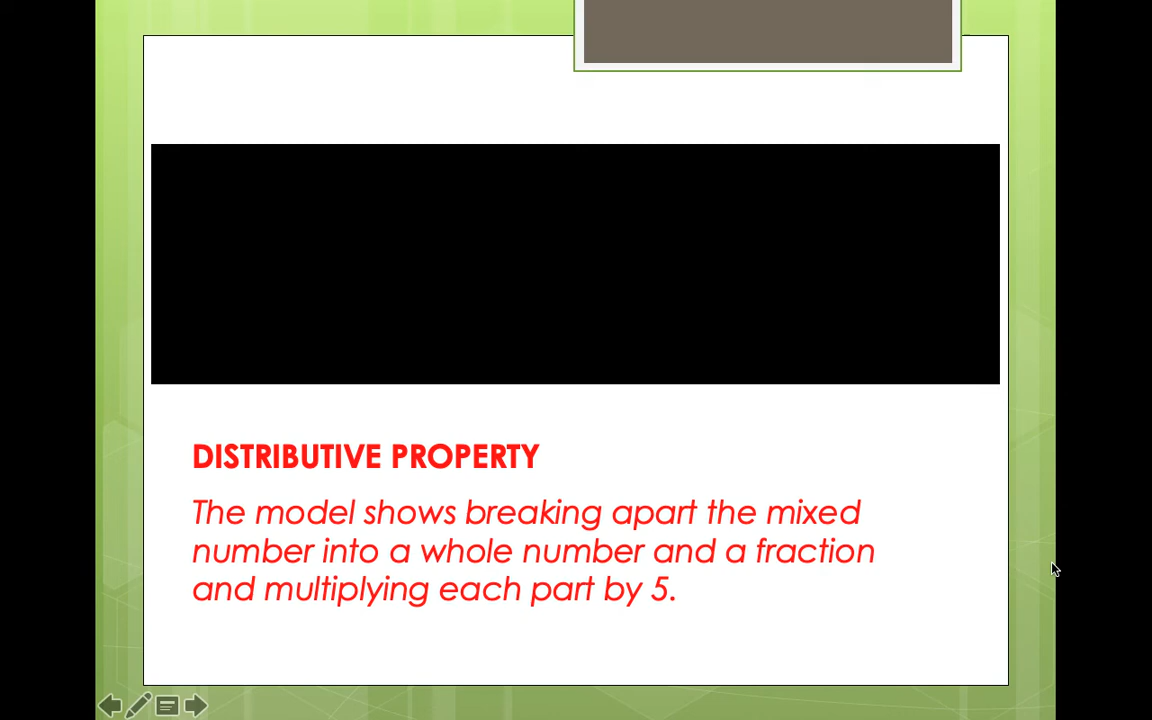 DISTRIBUTIVE PROPERTY
The model shows breaking apart the mixed
number into a whole number and a fraction
and multiplying each part by 5.